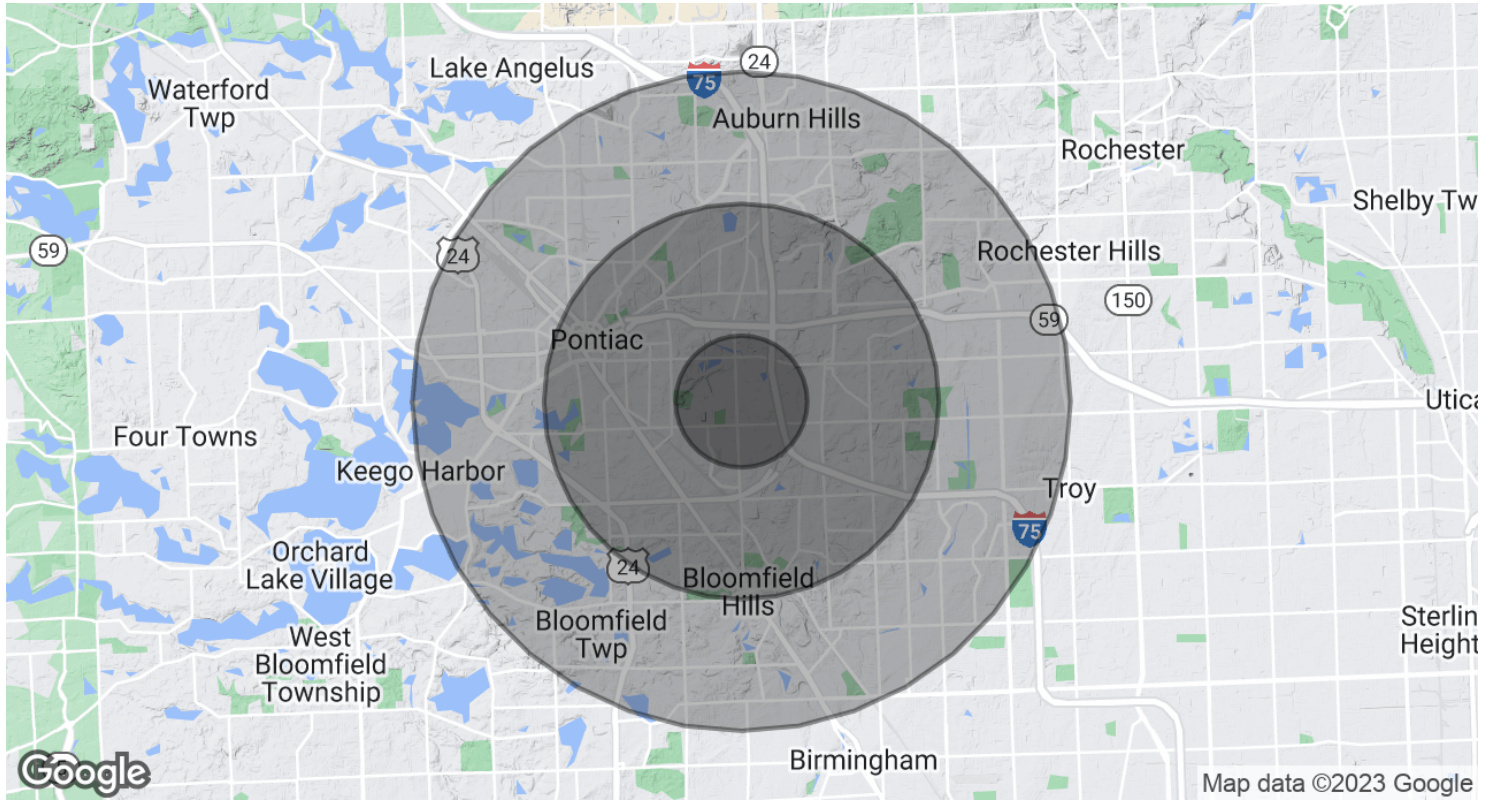 Lake Angelus
24
75
Waterford
Twp
Auburn Hills
Rochester
Shelby Tw
59
24
Rochester Hills
150
59
Pontiac
Utica
Four Towns
Keego Harbor
Troy
75
Orchard
Lake Village
24
Bloomfield
Hills
Bloomfield
Twp
Sterlin
Height
West
Bloomfield
Township
Birmingham
Google
Map data ©2023 Google